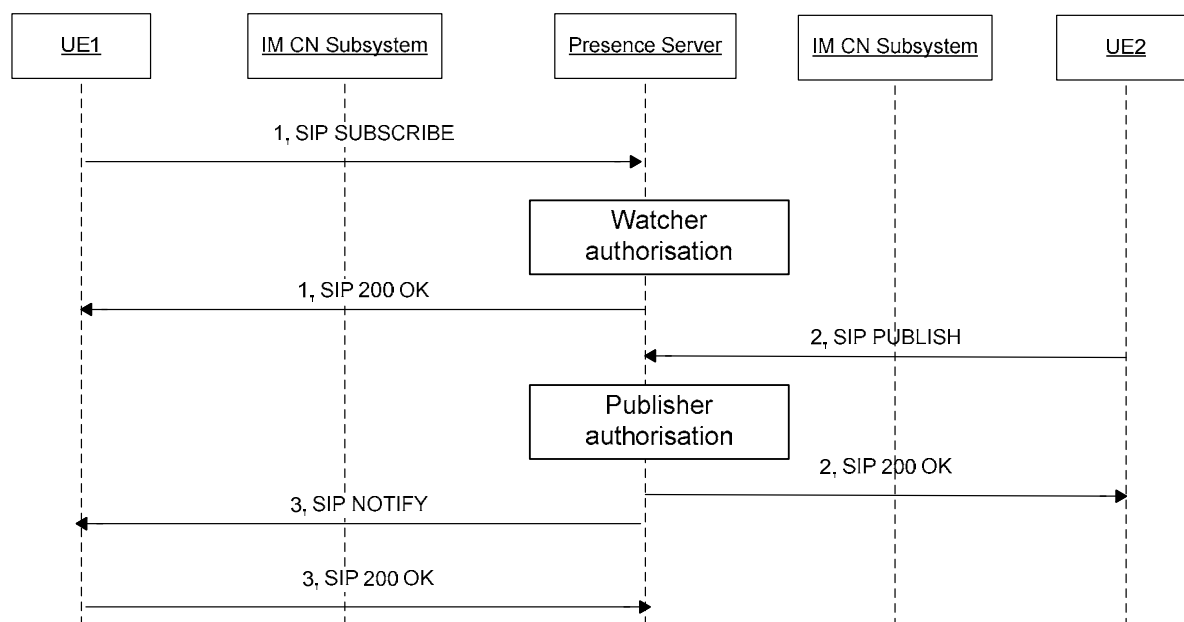 UE1
IM CN Subsystem
Presence Server
IM CN Subsystem
UE2
1, SIP SUBSCRIBE
Watcher
authorisation
1, SIP 200 OK
2, SIP PUBLISH
Publisher
authorisation
2, SIP 200 OK
3, SIP NOTIFY
3, SIP 200 OK